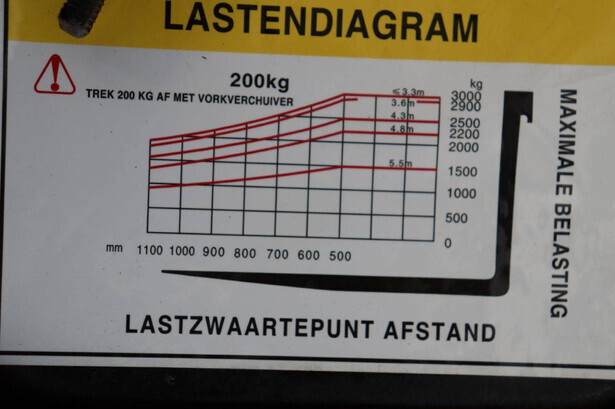 LASTENDIAGRAM
200kg
TREK 200 KG AF MET VORKVERCHUIVER
kg
≤3.3m
3000
3.6m
2900
4.3m
2500
4.8m
2200
2000
5.5m
1500
1000
500
0
mm 1100 1000 900 800 700 600 500
MAXIMALE BELASTING
LASTZWAARTEPUNT AFSTAND